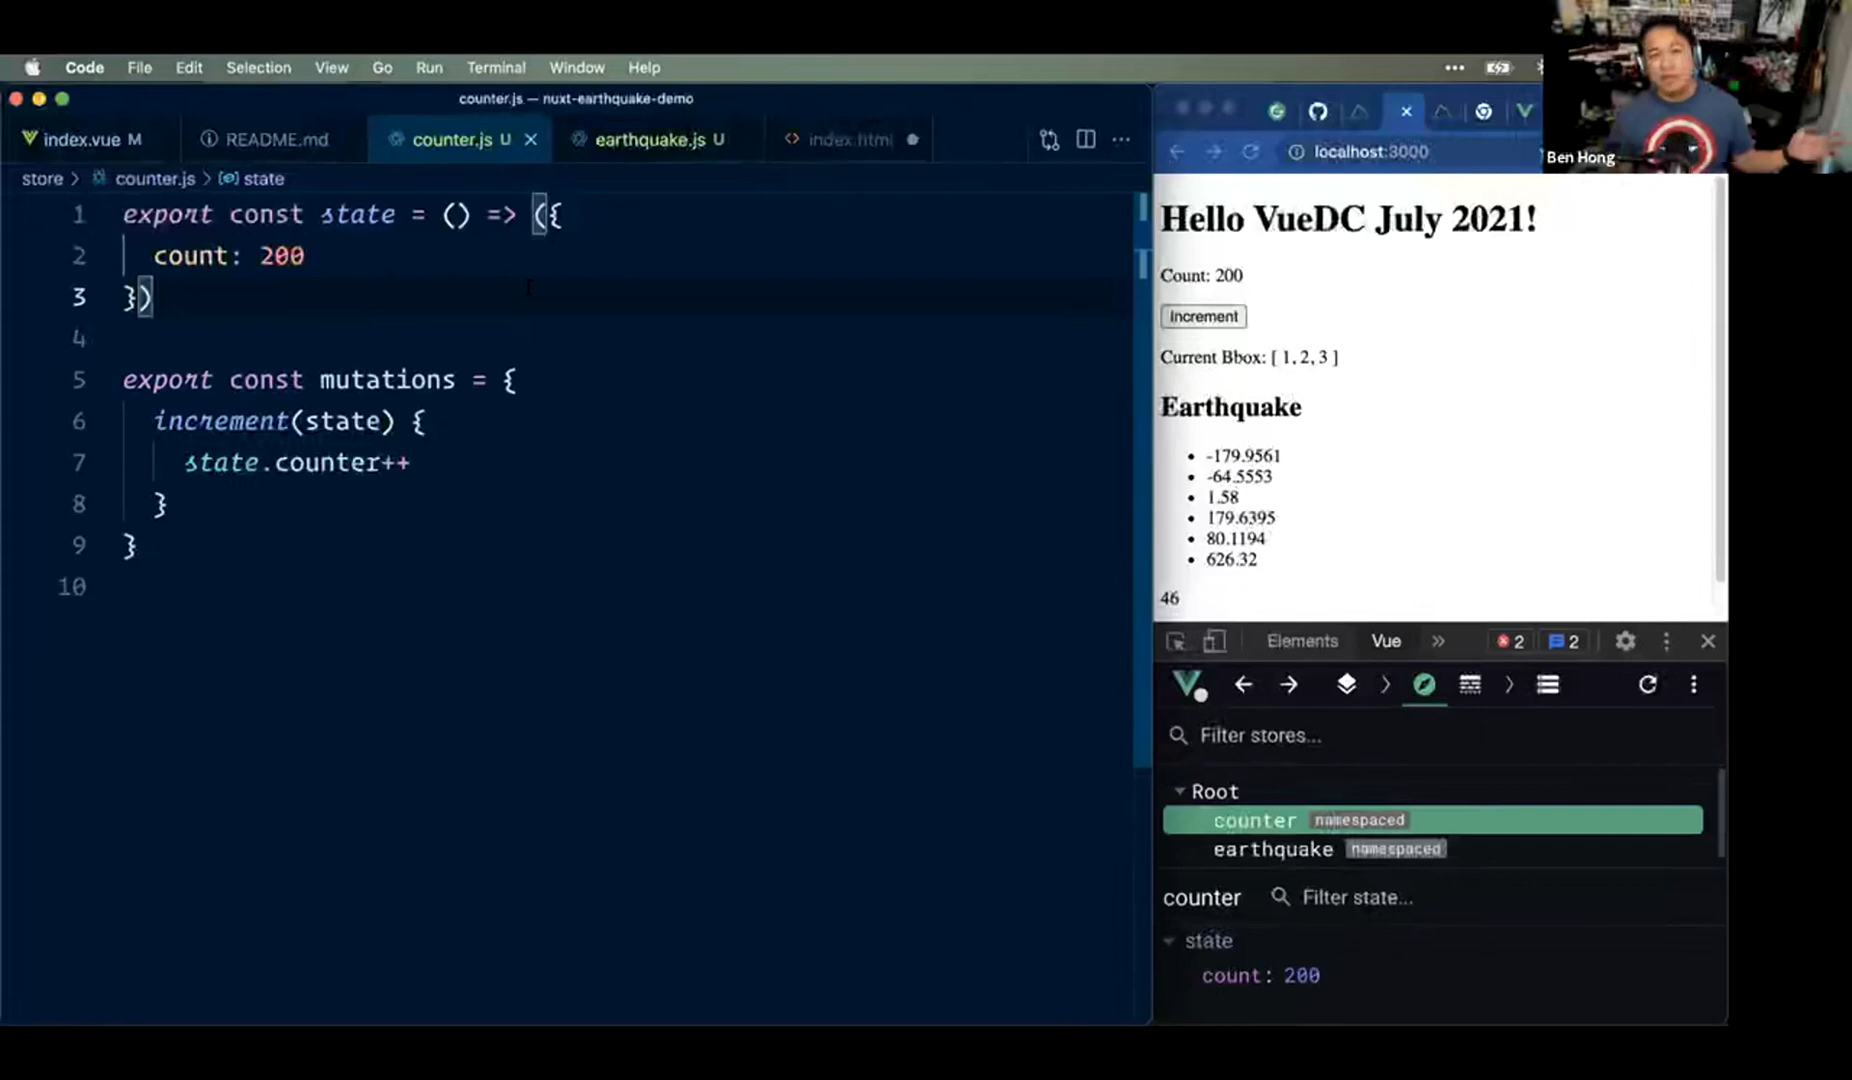 Code File Edit Selection View Go Run Terminal Window Help
counter.js — nuxt-earthquake-demo
index.vue M README.md counter.js U earthquake.js U index.html
store > counter.js > state
1 export const state = () => ({
2 count: 200
3 })
4
5 export const mutations = {
6 increment(state) {
7 state.counter++
8 }
9 }
10
Ben Hong
localhost:3000
Hello VueDC July 2021!
Count: 200
Increment
Current Bbox: [ 1, 2, 3 ]
Earthquake
-179.9561
-64.5553
1.58
179.6395
80.1194
626.32
46
Elements Vue 2 2
Filter stores...
Root
counter namespaced
earthquake namespaced
counter Filter state...
state
count: 200